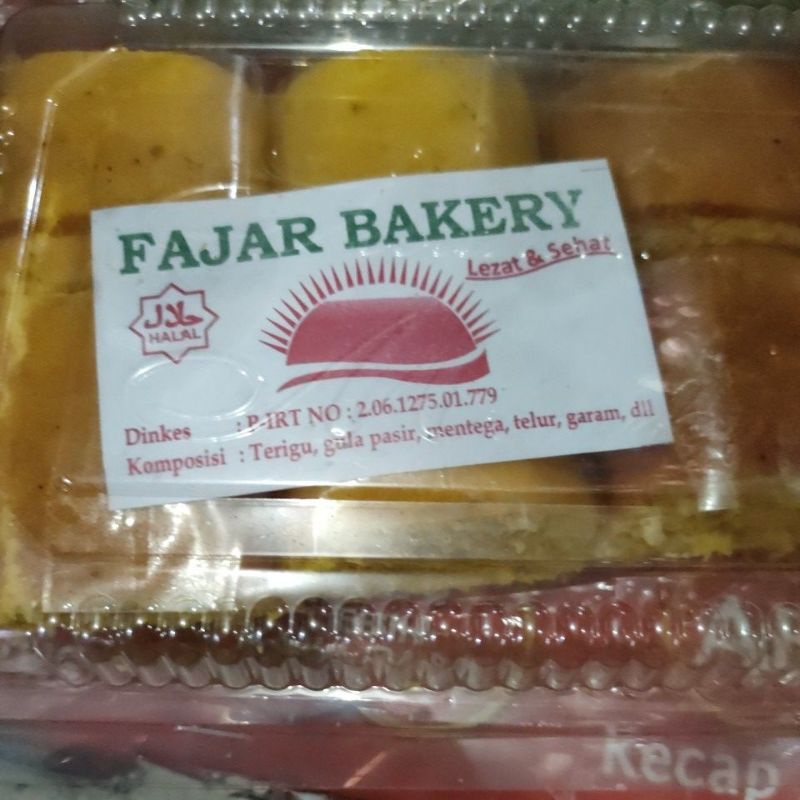 FAJAR BAKERY
Lezat & Sehat
حلال
HALAL
Dinkes : P-IRT NO : 2.06.1275.01.779
Komposisi : Terigu, gula pasir, mentega, telur, garam, dll
kecap